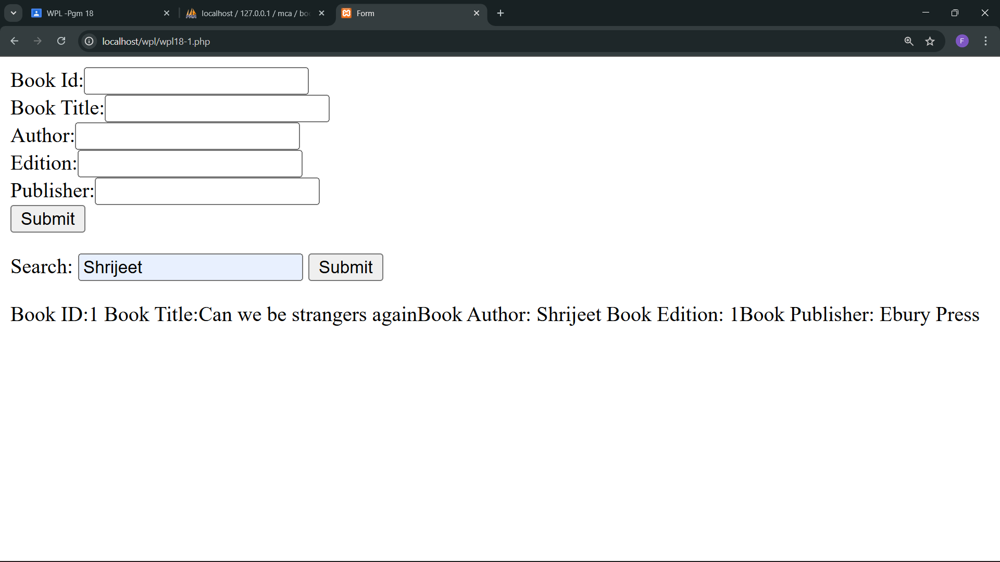 WPL -Pgm 18
localhost / 127.0.0.1 / mca / bo
Form
localhost/wpl/wpl18-1.php
F
Book Id:
Book Title:
Author:
Edition:
Publisher:
Submit
Search: Shrijeet Submit
Book ID:1 Book Title:Can we be strangers againBook Author: Shrijeet Book Edition: 1Book Publisher: Ebury Press